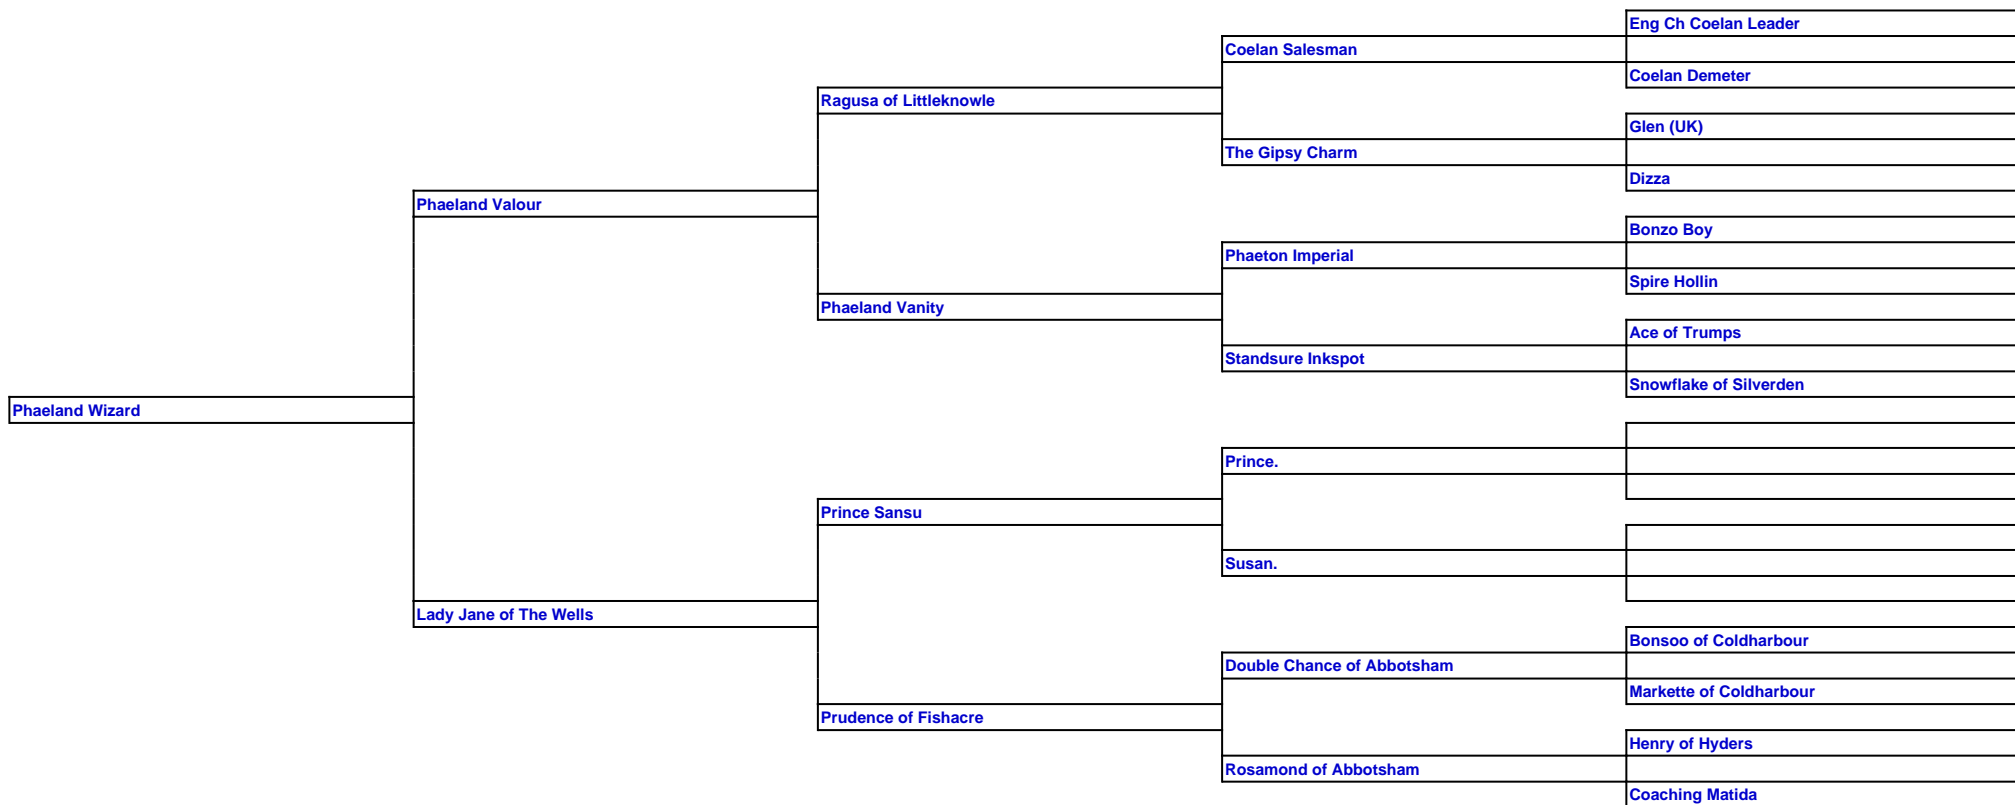 Eng Ch Coelan Leader
Coelan Salesman
Coelan Demeter
Ragusa of Littleknowle
Glen (UK)
The Gipsy Charm
Dizza
Phaeland Valour
Bonzo Boy
Phaeton Imperial
Spire Hollin
Phaeland Vanity
Ace of Trumps
Standsure Inkspot
Snowflake of Silverden
Phaeland Wizard
Prince.
Prince Sansu
Susan.
Lady Jane of The Wells
Bonsoo of Coldharbour
Double Chance of Abbotsham
Markette of Coldharbour
Prudence of Fishacre
Henry of Hyders
Rosamond of Abbotsham
Coaching Matida